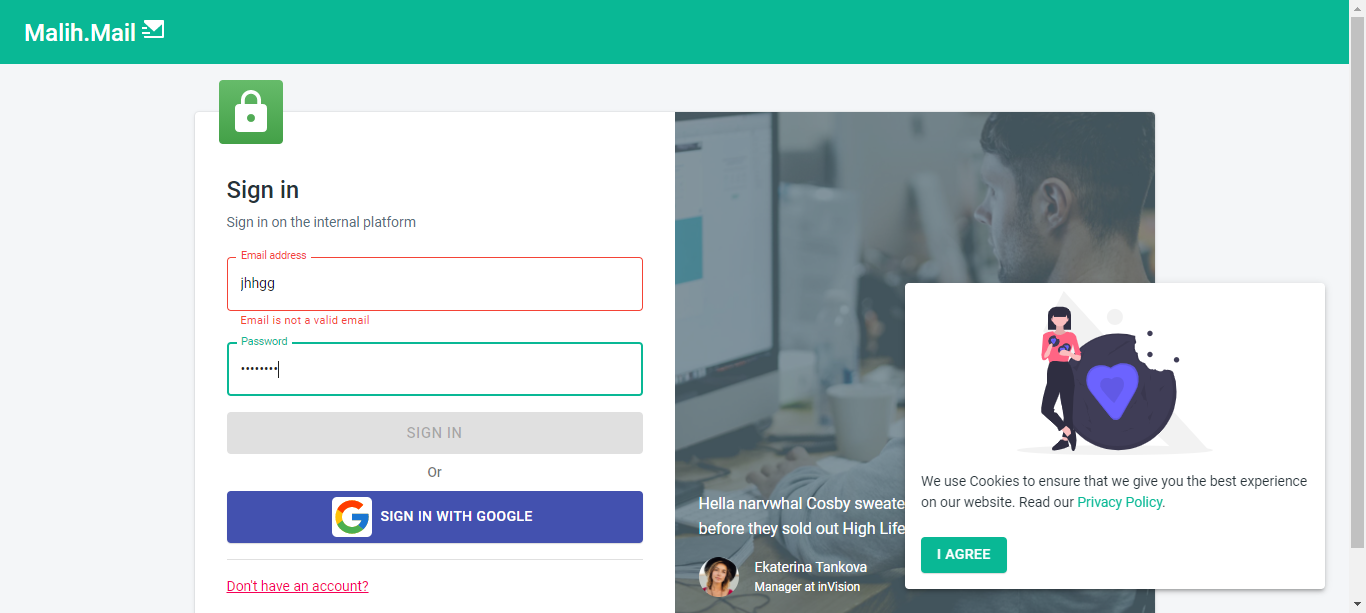 Malih.Mail
Sign in
Sign in on the internal platform
Email address
jhhgg
Email is not a valid email
Password
••••••••
SIGN IN
Or
SIGN IN WITH GOOGLE
Don't have an account?
Hella narvwhal Cosby sweate
before they sold out High Life
Ekaterina Tankova
Manager at inVision
We use Cookies to ensure that we give you the best experience
on our website. Read our Privacy Policy.
I AGREE